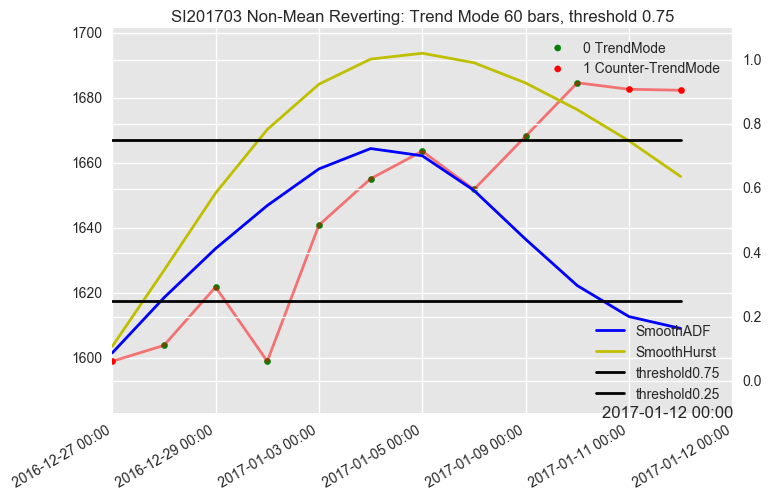 SI201703 Non-Mean Reverting: Trend Mode 60 bars, threshold 0.75
1700
1680
1660
1640
1620
1600
0 TrendMode
1 Counter-TrendMode
1.0
0.8
0.6
0.4
0.2
0.0
SmoothADF
SmoothHurst
threshold0.75
threshold0.25
2017-01-12 00:00
2016-12-27 00:00
2016-12-29 00:00
2017-01-03 00:00
2017-01-05 00:00
2017-01-09 00:00
2017-01-11 00:00
2017-01-12 00:00